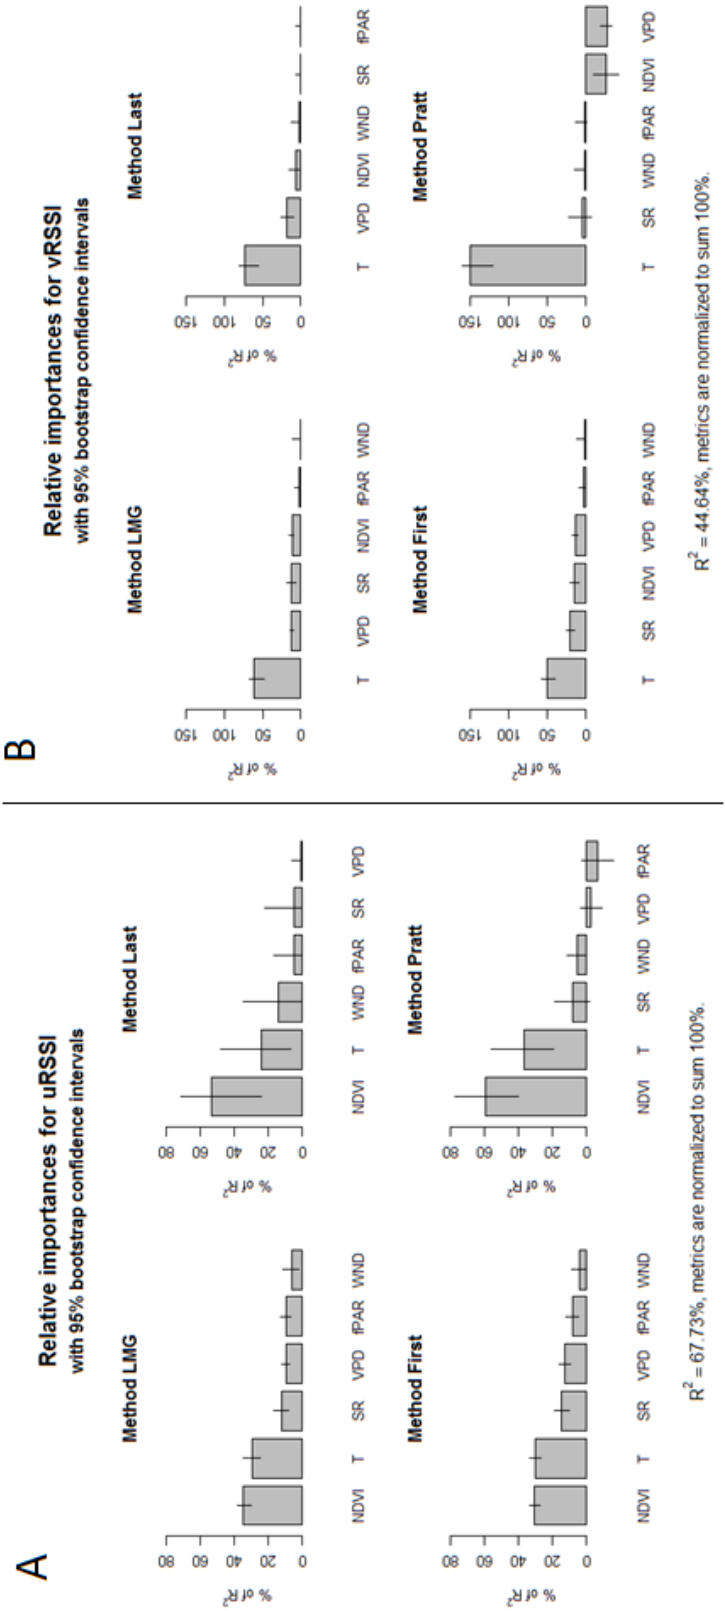 A
Relative importances for uRSSI
with 95% bootstrap confidence intervals
Method LMG
% of R²
0 20 40 60 80
NDVI T SR VPD fPAR WND
Method Last
% of R²
0 20 40 60 80
NDVI T WND fPAR SR VPD
Method First
% of R²
0 20 40 60 80
NDVI T SR VPD fPAR WND
Method Pratt
% of R²
0 20 40 60 80
NDVI T SR WND VPD fPAR
R² = 67.73%, metrics are normalized to sum 100%.
B
Relative importances for vRSSI
with 95% bootstrap confidence intervals
Method LMG
% of R²
0 50 100 150
T VPD SR NDVI fPAR WND
Method Last
% of R²
0 50 100 150
T VPD NDVI WND SR fPAR
Method First
% of R²
0 50 100 150
T SR NDVI VPD fPAR WND
Method Pratt
% of R²
0 50 100 150
T SR WND fPAR NDVI VPD
R² = 44.64%, metrics are normalized to sum 100%.